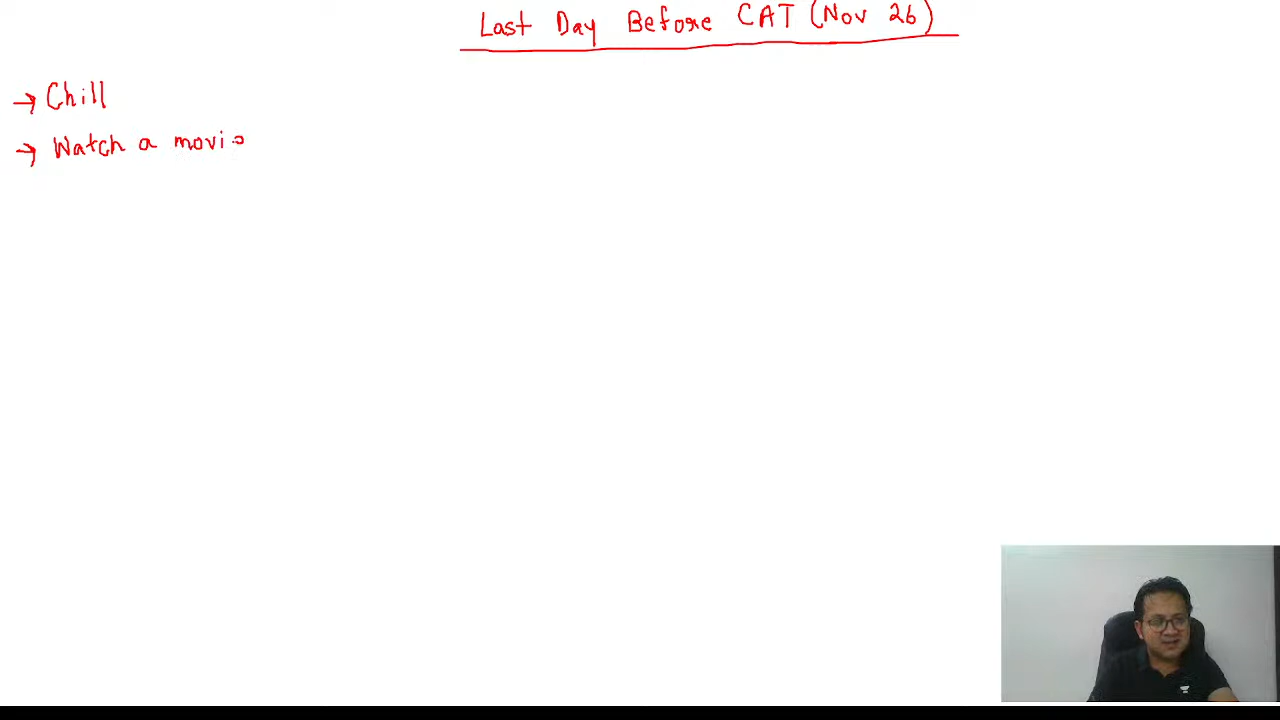 Last Day Before CAT (Nov 26)
→ Chill
→ Watch a movie